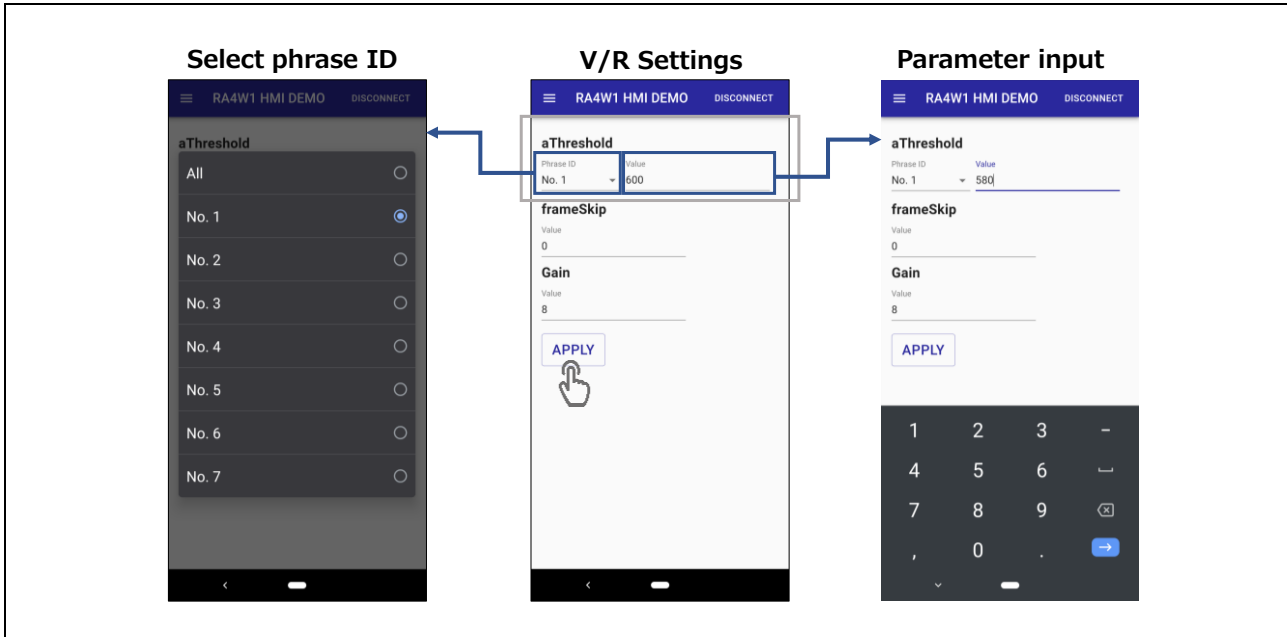 Select phrase ID
RA4W1 HMI DEMO DISCONNECT
aThreshold
All
No. 1
No. 2
No. 3
No. 4
No. 5
No. 6
No. 7
V/R Settings
RA4W1 HMI DEMO DISCONNECT
aThreshold
Phrase ID Value
No. 1 600
frameSkip
Value
0
Gain
Value
8
APPLY
Parameter input
RA4W1 HMI DEMO DISCONNECT
aThreshold
Phrase ID Value
No. 1 580
frameSkip
Value
0
Gain
Value
8
APPLY
1 2 3 -
4 5 6
7 8 9
, 0 .